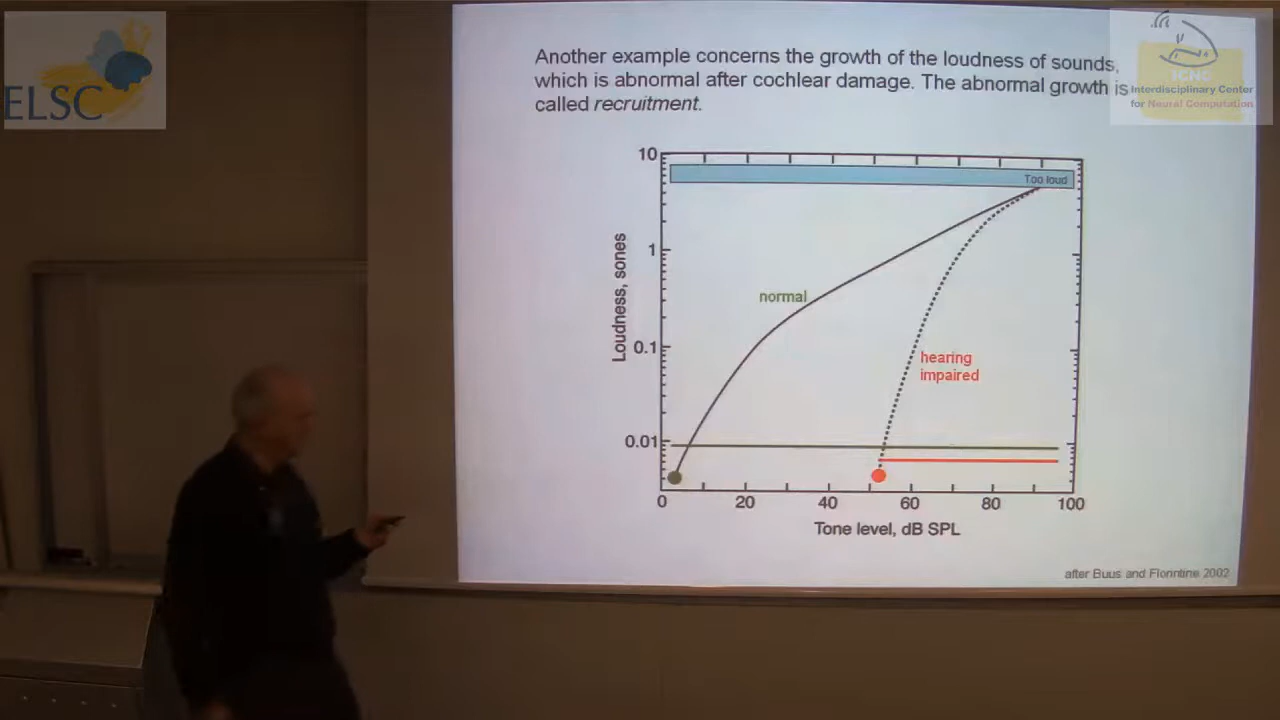 ELSC
Another example concerns the growth of the loudness of sounds,
which is abnormal after cochlear damage. The abnormal growth is
called recruitment.
ICNC
Interdisciplinary Center
for Neural Computation
10
Too loud
1
normal
Loudness, sones
0.1
hearing
impaired
0.01
0 20 40 60 80 100
Tone level, dB SPL
after Buus and Florintine 2002